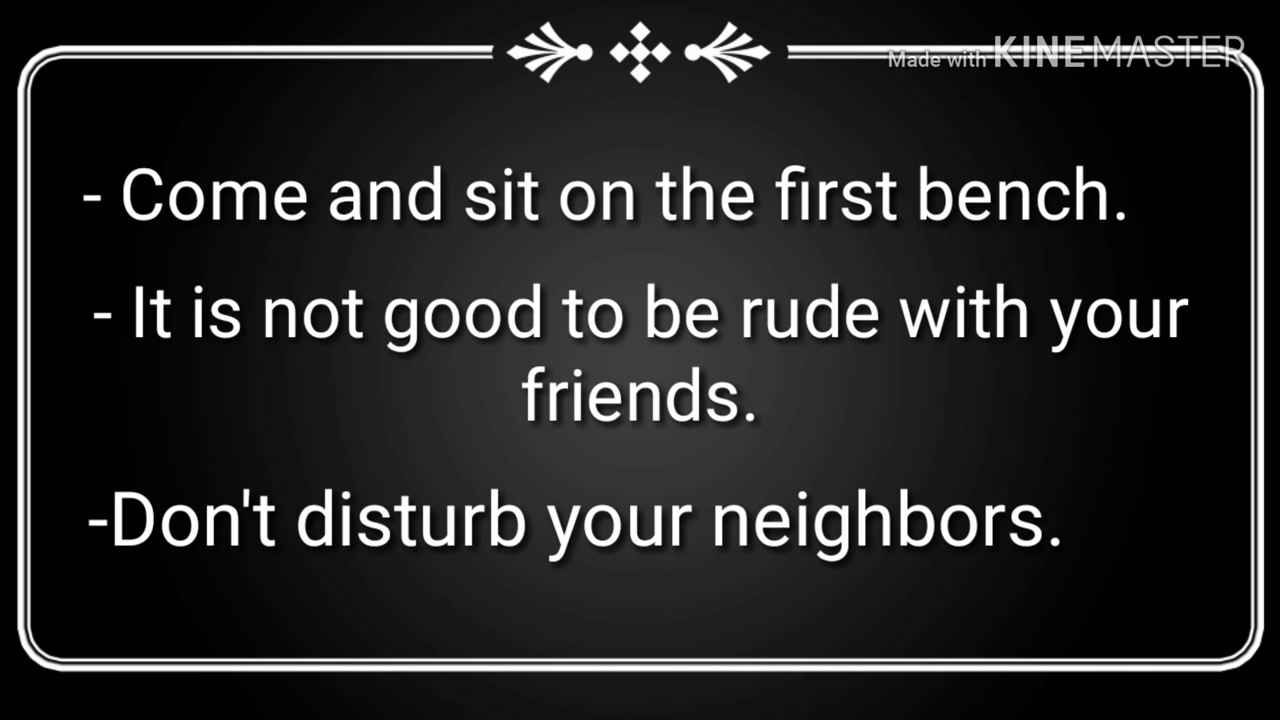 Made with KINEMASTER
- Come and sit on the first bench.
- It is not good to be rude with your
friends.
-Don't disturb your neighbors.